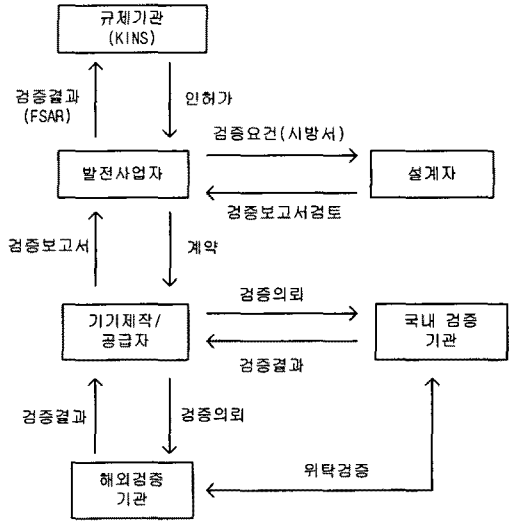 규제기관
(KINS)
검증결과
(FSAR)
인허가
검증요건(시방서)
발전사업자
설계자
검증보고서검토
검증보고서
계약
검증의뢰
기기제작/
공급자
국내 검증
기관
검증결과
검증결과
검증의뢰
위탁검증
해외검증
기관